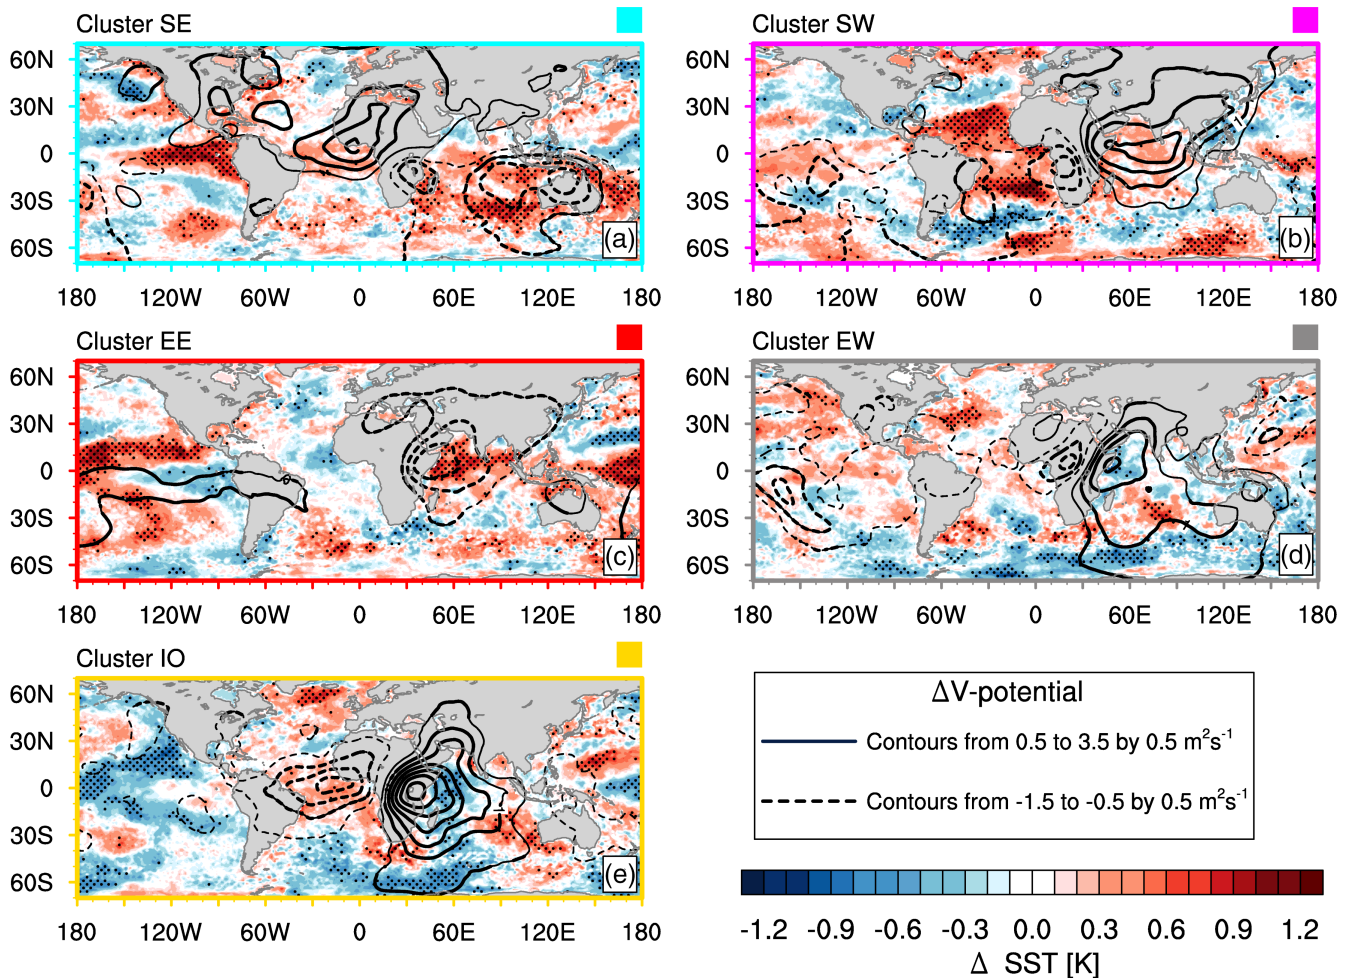 Cluster SE
60N
30N
0
30S
60S
(a)
180 120W 60W 0 60E 120E 180
Cluster SW
60N
30N
0
30S
60S
1
(b)
180 120W 60W 0 60E 120E 180
Cluster EE
60N
30N
0
30S
60S
(c)
180 120W 60W 0 60E 120E 180
Cluster EW
60N
30N
0
30S
60S
(d)
180 120W 60W 0 60E 120E 180
Cluster IO
60N
30N
0
30S
60S
1
(e)
180 120W 60W 0 60E 120E 180
ΔV-potential
Contours from 0.5 to 3.5 by 0.5 m²s⁻¹
Contours from -1.5 to -0.5 by 0.5 m²s⁻¹
-1.2 -0.9 -0.6 -0.3 0.0 0.3 0.6 0.9 1.2
Δ SST [K]